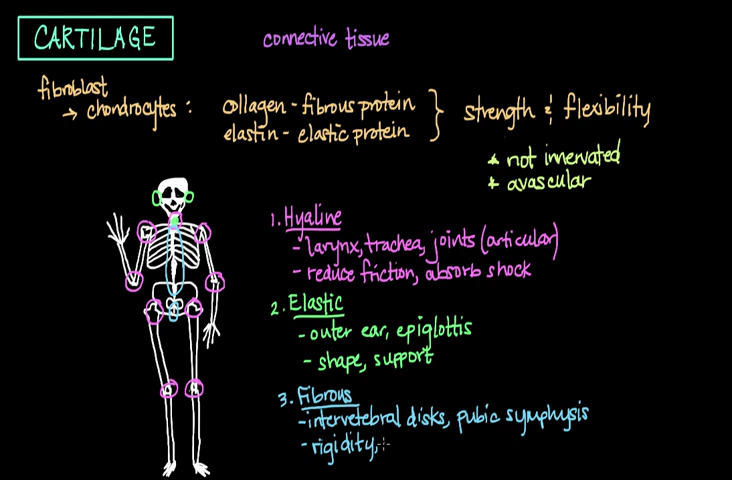 CARTILAGE
connective tissue
fibroblast
→ chondrocytes :
collagen - fibrous protein
elastin - elastic protein
strength & flexibility
* not innervated
* avascular
1. Hyaline
- larynx, trachea, joints (articular)
- reduce friction, absorb shock
2. Elastic
- outer ear, epiglottis
- shape, support
3. Fibrous
- intervetebral disks, pubic symphysis
- rigidity,